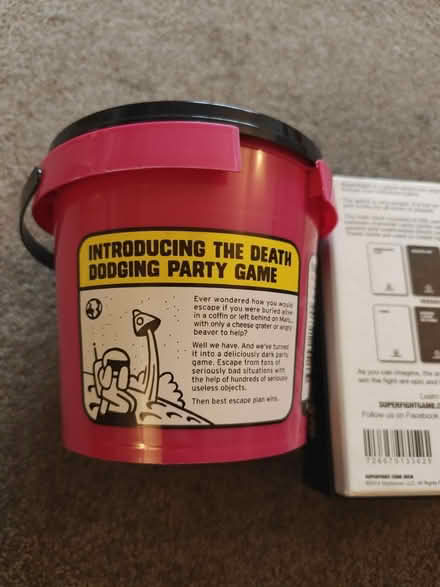 INTRODUCING THE DEATH
DODGING PARTY GAME
Ever wondered how you would
escape if you were buried alive
in a coffin or left behind on Mars...
with only a cheese grater or angry
beaver to help?
Well we have. And we've turned
it into a deliciously dark party
game. Escape from tons of
seriously bad situations with
the help of hundreds of seriously
useless objects.
Then best escape plan wins.
As you can imagine, the
win the fight are epic and
Learn
SUPERFIGHTGAME.C
Follow us on Facebook